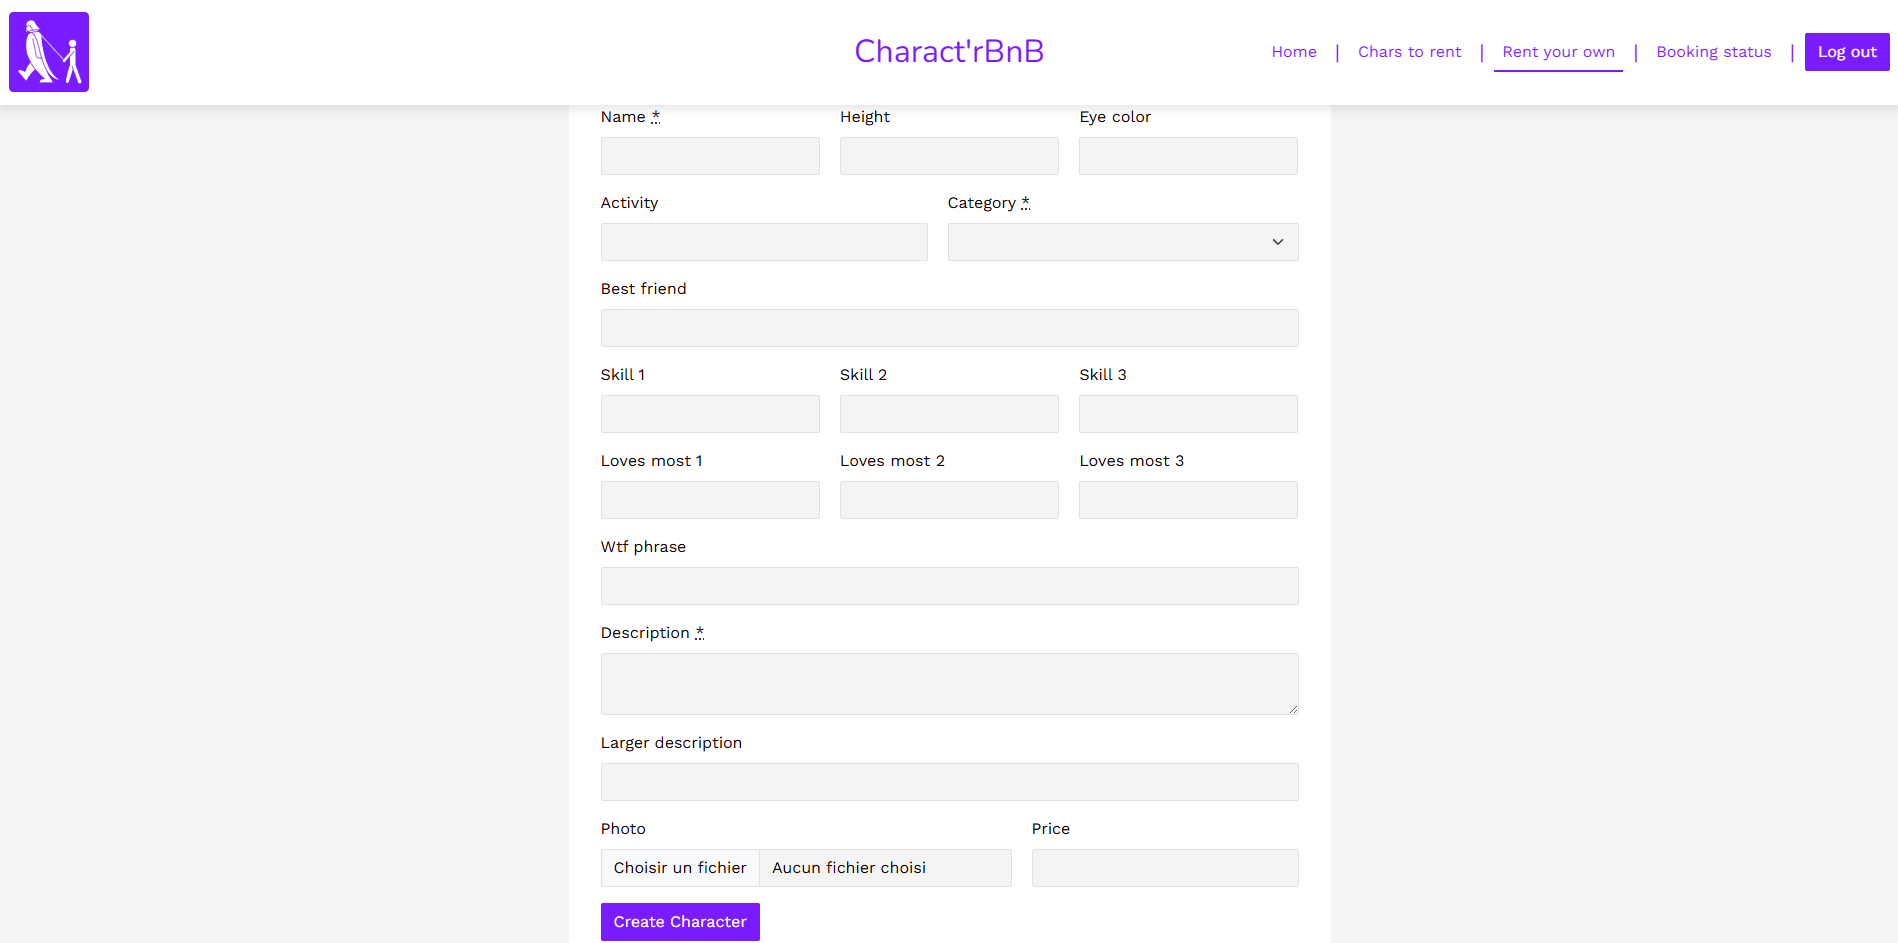 Charact'rBnB
Home | Chars to rent | Rent your own | Booking status | Log out
Name * Height Eye color
Activity Category *
Best friend
Skill 1 Skill 2 Skill 3
Loves most 1 Loves most 2 Loves most 3
Wtf phrase
Description *
Larger description
Photo Price
Choisir un fichier Aucun fichier choisi
Create Character